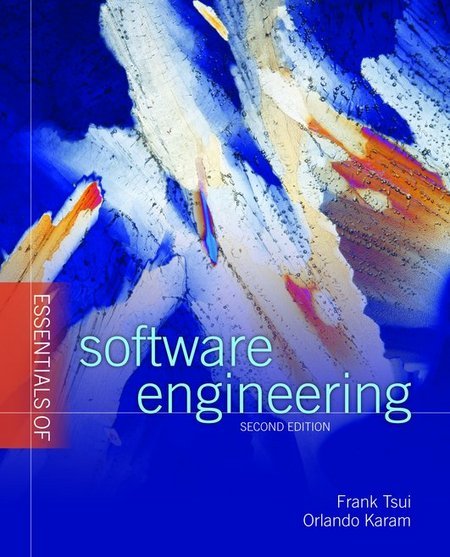 ESSENTIALS OF
software
engineering
SECOND EDITION
Frank Tsui
Orlando Karam